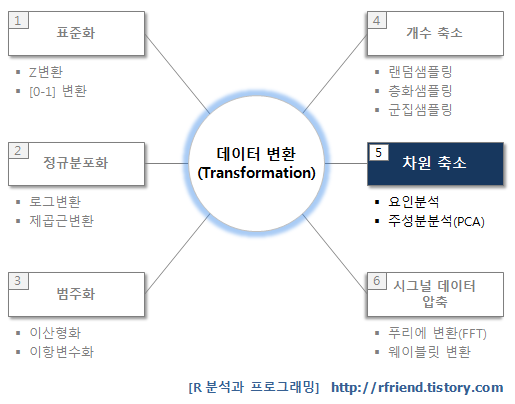 1
표준화
Z변환
[0-1] 변환
2
정규분포화
로그변환
제곱근변환
3
범주화
이산형화
이항변수화
데이터 변환
(Transformation)
4
개수 축소
랜덤샘플링
층화샘플링
군집샘플링
5
차원 축소
요인분석
주성분분석(PCA)
6
시그널 데이터
압축
푸리에 변환(FFT)
웨이블릿 변환
[R 분석과 프로그래밍] http://rfriend.tistory.com